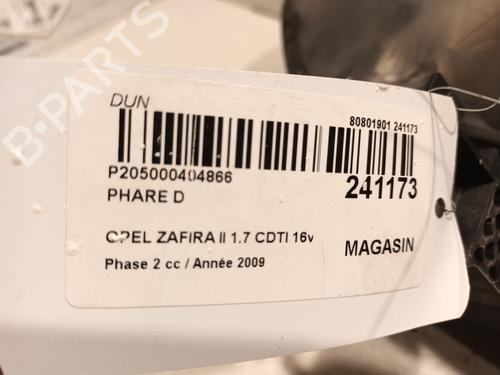 B-PARTS
DUN
80801901 241173
P205000404866
241173
PHARE D
OPEL ZAFIRA II 1.7 CDTI 16v
MAGASIN
Phase 2 cc / Année 2009